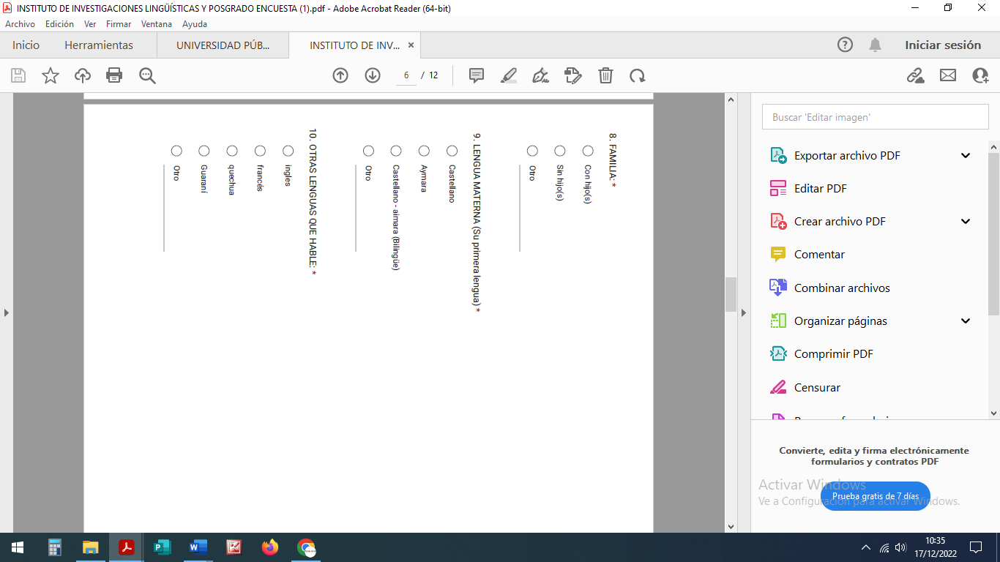 INSTITUTO DE INVESTIGACIONES LINGÜÍSTICAS Y POSGRADO ENCUESTA (1).pdf - Adobe Acrobat Reader (64-bit)
Archivo Edición Ver Firmar Ventana Ayuda
Inicio Herramientas UNIVERSIDAD PÚB... INSTITUTO DE INV... Iniciar sesión
6 / 12
8. FAMILIA: *
Con hijo(s)
Sin hijo(s)
Otro
9. LENGUA MATERNA (Su primera lengua) *
Castellano
Aymara
Castellano - aimara (Bilingüe)
Otro
10. OTRAS LENGUAS QUE HABLE: *
ingles
francés
quechua
Guaraní
Otro
Buscar 'Editar imagen'
Exportar archivo PDF
Editar PDF
Crear archivo PDF
Comentar
Combinar archivos
Organizar páginas
Comprimir PDF
Censurar
Convierte, edita y firma electrónicamente
formularios y contratos PDF
Activar Windows
Prueba gratis de 7 días
Ve a Configuración para activar Windows.
10:35
17/12/2022